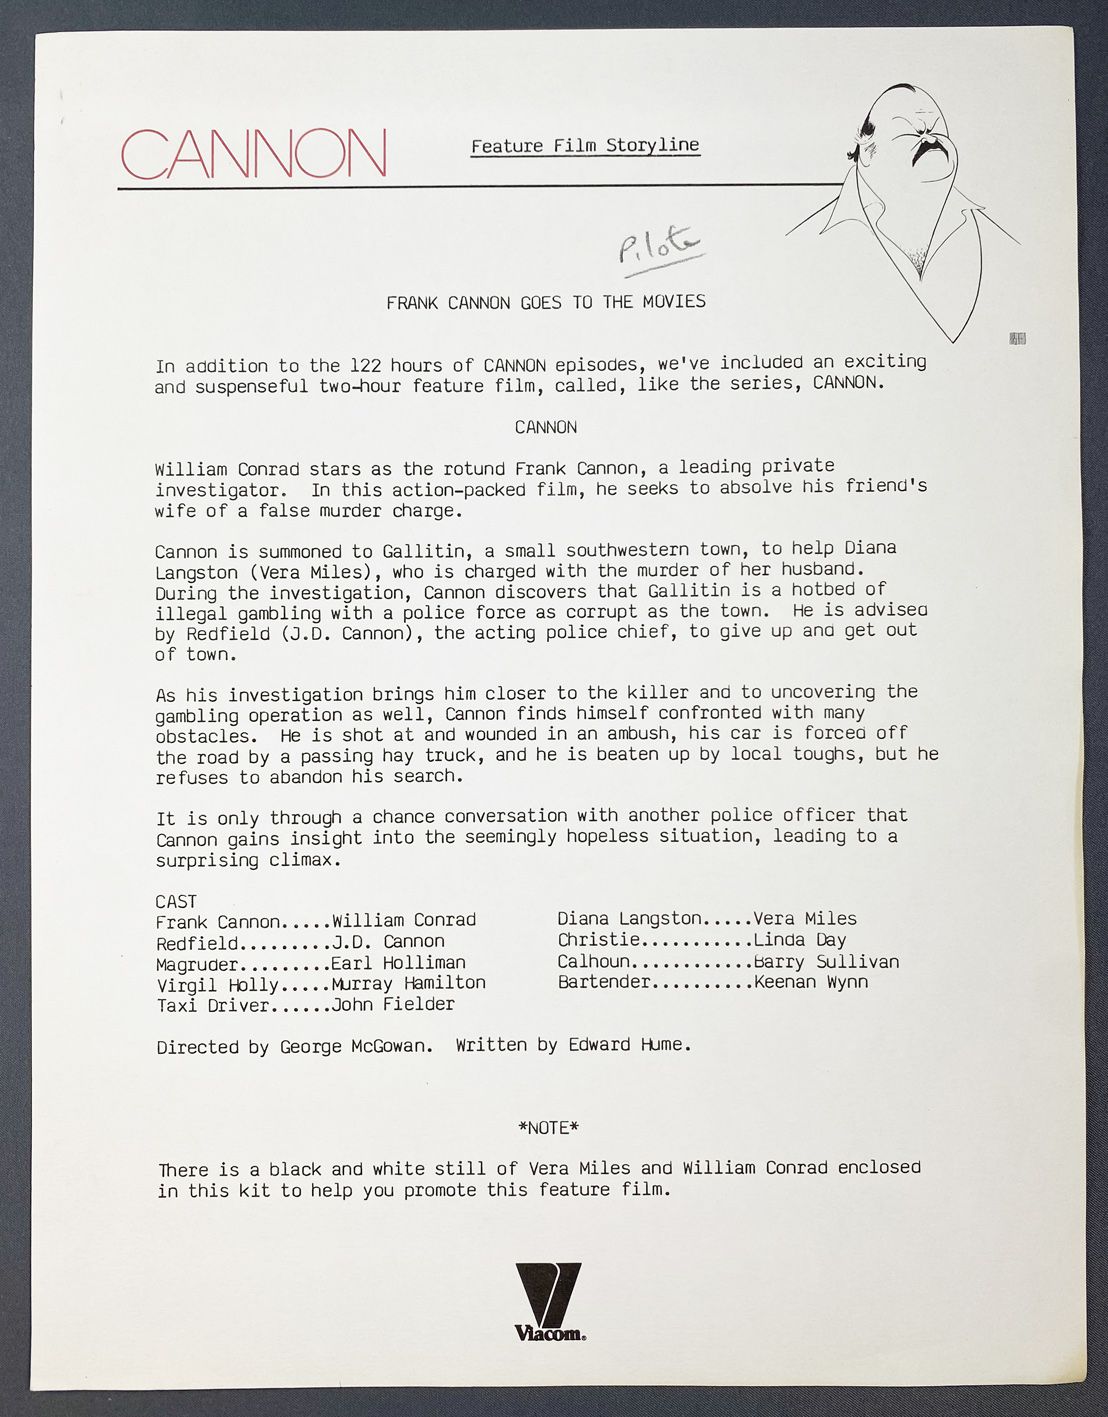 CANNON
Feature Film Storyline
Pilote
FRANK CANNON GOES TO THE MOVIES
In addition to the 122 hours of CANNON episodes, we've included an exciting
and suspenseful two-hour feature film, called, like the series, CANNON.
CANNON
William Conrad stars as the rotund Frank Cannon, a leading private
investigator. In this action-packed film, he seeks to absolve his friend's
wife of a false murder charge.
Cannon is summoned to Gallitin, a small southwestern town, to help Diana
Langston (Vera Miles), who is charged with the murder of her husband.
During the investigation, Cannon discovers that Gallitin is a hotbed of
illegal gambling with a police force as corrupt as the town. He is advised
by Redfield (J.D. Cannon), the acting police chief, to give up and get out
of town.
As his investigation brings him closer to the killer and to uncovering the
gambling operation as well, Cannon finds himself confronted with many
obstacles. He is shot at and wounded in an ambush, his car is forced off
the road by a passing hay truck, and he is beaten up by local toughs, but he
refuses to abandon his search.
It is only through a chance conversation with another police officer that
Cannon gains insight into the seemingly hopeless situation, leading to a
surprising climax.
CAST
Frank Cannon.....William Conrad Diana Langston.....Vera Miles
Redfield.........J.D. Cannon Christie...........Linda Day
Magruder.........Earl Holliman Calhoun............Barry Sullivan
Virgil Holly.....Murray Hamilton Bartender..........Keenan Wynn
Taxi Driver......John Fielder
Directed by George McGowan. Written by Edward Hume.
*NOTE*
There is a black and white still of Vera Miles and William Conrad enclosed
in this kit to help you promote this feature film.
Viacom®